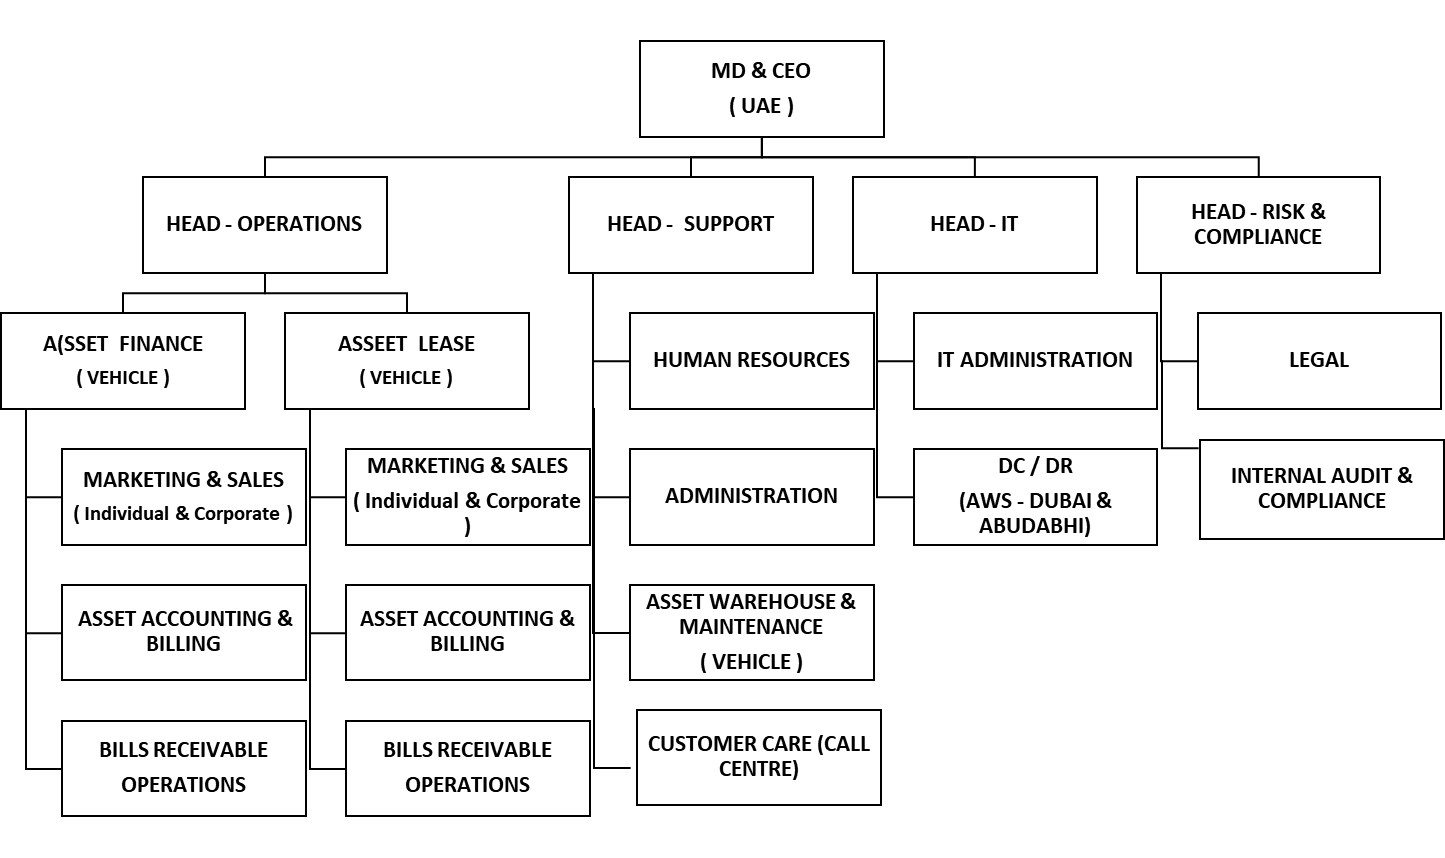 MD & CEO
( UAE )
HEAD - OPERATIONS
HEAD -  SUPPORT
HEAD - IT
HEAD - RISK &
COMPLIANCE
A(SSET  FINANCE
( VEHICLE )
ASSEET  LEASE
( VEHICLE )
HUMAN RESOURCES
IT ADMINISTRATION
LEGAL
MARKETING & SALES
( Individual & Corporate )
MARKETING & SALES
( Individual & Corporate
)
ADMINISTRATION
DC / DR
(AWS - DUBAI &
ABUDABHI)
INTERNAL AUDIT &
COMPLIANCE
ASSET ACCOUNTING &
BILLING
ASSET ACCOUNTING &
BILLING
ASSET WAREHOUSE &
MAINTENANCE
( VEHICLE )
BILLS RECEIVABLE
OPERATIONS
BILLS RECEIVABLE
OPERATIONS
CUSTOMER CARE (CALL
CENTRE)